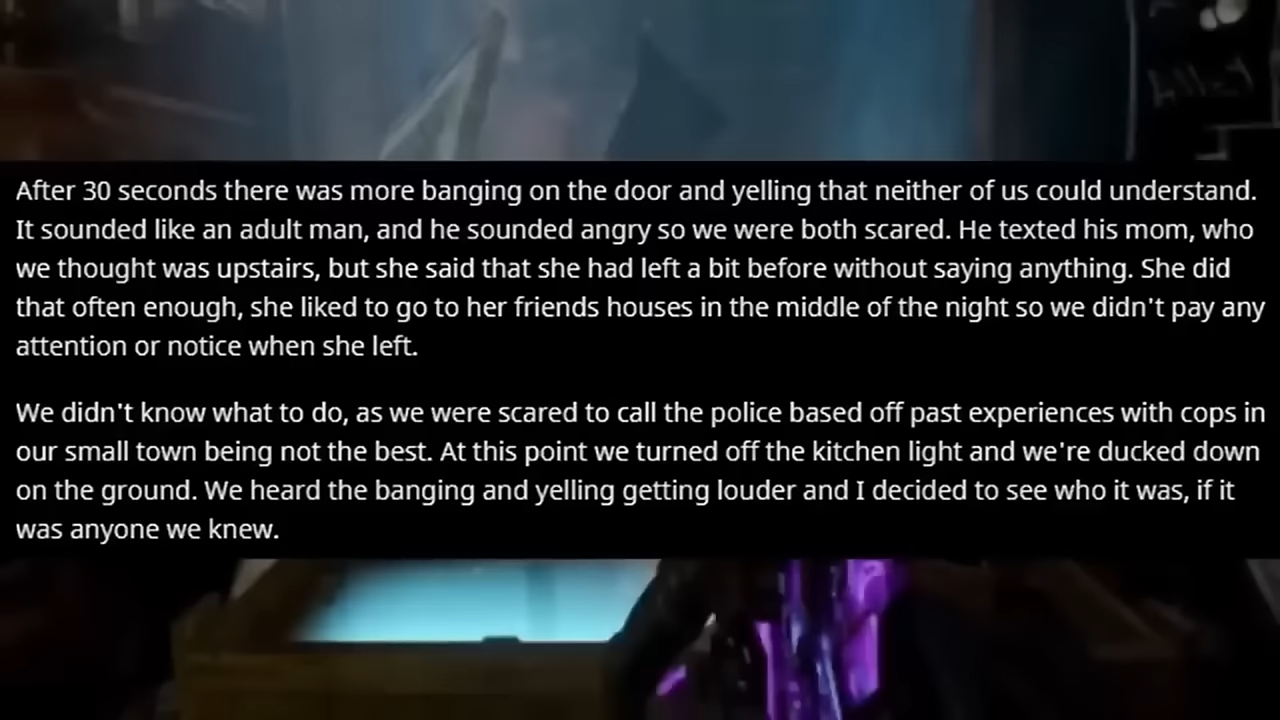 After 30 seconds there was more banging on the door and yelling that neither of us could understand.
It sounded like an adult man, and he sounded angry so we were both scared. He texted his mom, who
we thought was upstairs, but she said that she had left a bit before without saying anything. She did
that often enough, she liked to go to her friends houses in the middle of the night so we didn't pay any
attention or notice when she left.
We didn't know what to do, as we were scared to call the police based off past experiences with cops in
our small town being not the best. At this point we turned off the kitchen light and we're ducked down
on the ground. We heard the banging and yelling getting louder and I decided to see who it was, if it
was anyone we knew.